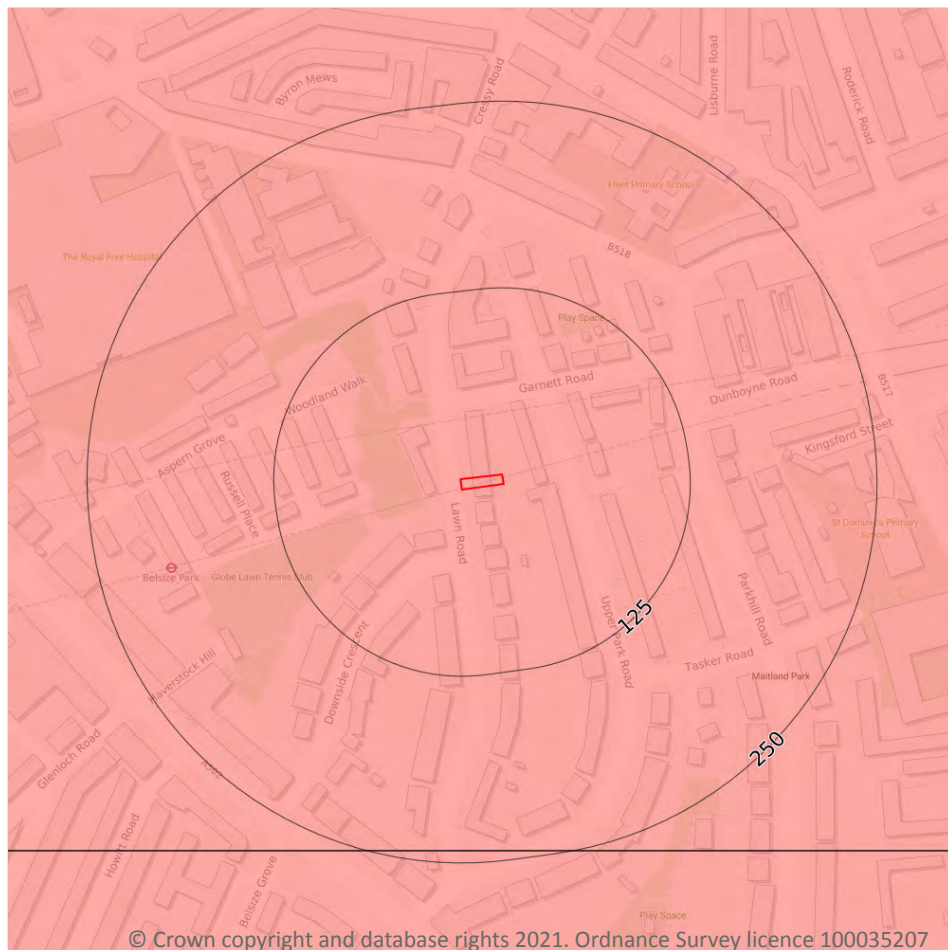 Byron Mews
Cressy Road
Lisburne Road
Roderick Road
Fleet Primary School
The Royal Free Hospital
B518
Play Space
Garnett Road
Woodland Walk
Dunboyne Road
B517
Kingsford Street
Aspern Grove
Russell Place
Lawn Road
St Dominics Primary
School
Belsize Park
Globe Lawn Tennis Club
Upper Park Road
125
Parkhill Road
Downside Crescent
Tasker Road
Maitland Park
Haverstock Hill
Glenloch Road
250
A502
Howitt Road
Belsize Grove
Play Space
© Crown copyright and database rights 2021. Ordnance Survey licence 100035207